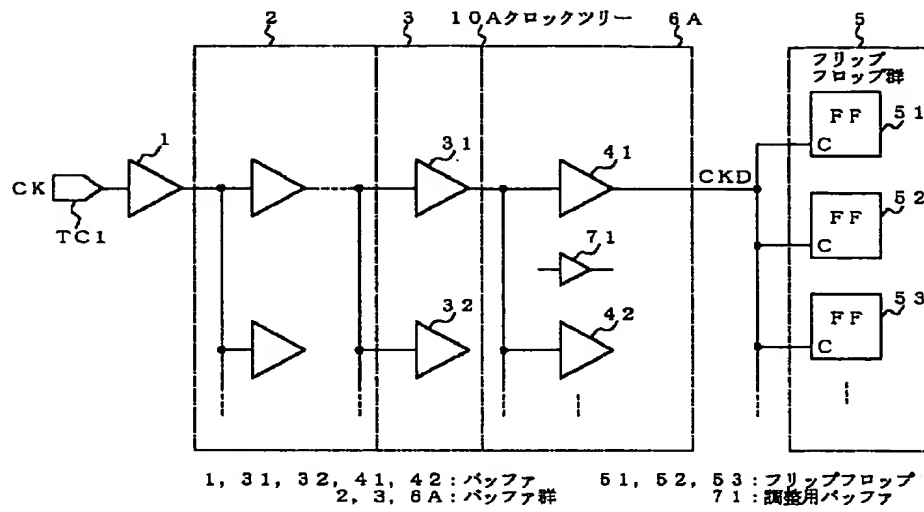 2
3
10Aクロックツリー
6A
5
フリップ
フロップ群
FF
C
51
1
31
41
CK
CKD
TC1
52
FF
C
71
32
42
53
FF
C
1, 31, 32, 41, 42:バッファ
51, 52, 53:フリップフロップ
2, 3, 6A:バッファ群
71:調整用バッファ